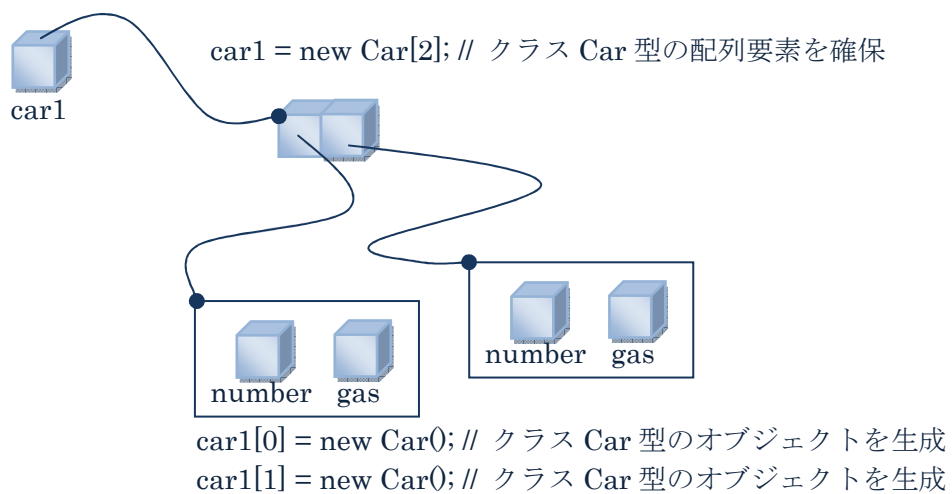 car1 = new Car[2]; // クラス Car 型の配列要素を確保
car1
number gas
number gas
car1[0] = new Car(); // クラス Car 型のオブジェクトを生成
car1[1] = new Car(); // クラス Car 型のオブジェクトを生成